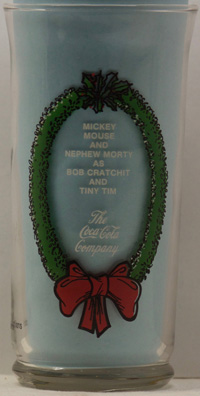 MICKEY
MOUSE
AND
NEPHEW MORTY
AS
BOB CRATCHIT
AND
TINY TIM
The
Coca-Cola
Company